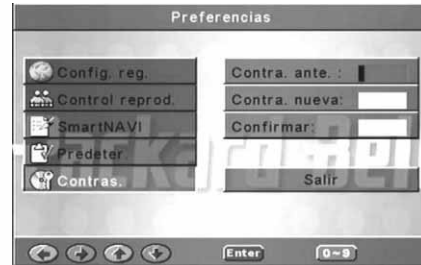 Preferencias
Config. reg.
Control reprod.
SmartNAVI
Predeter.
Contras.
Contra. ante. :
Contra. nueva:
Confirmar:
Salir
Enter
0~9